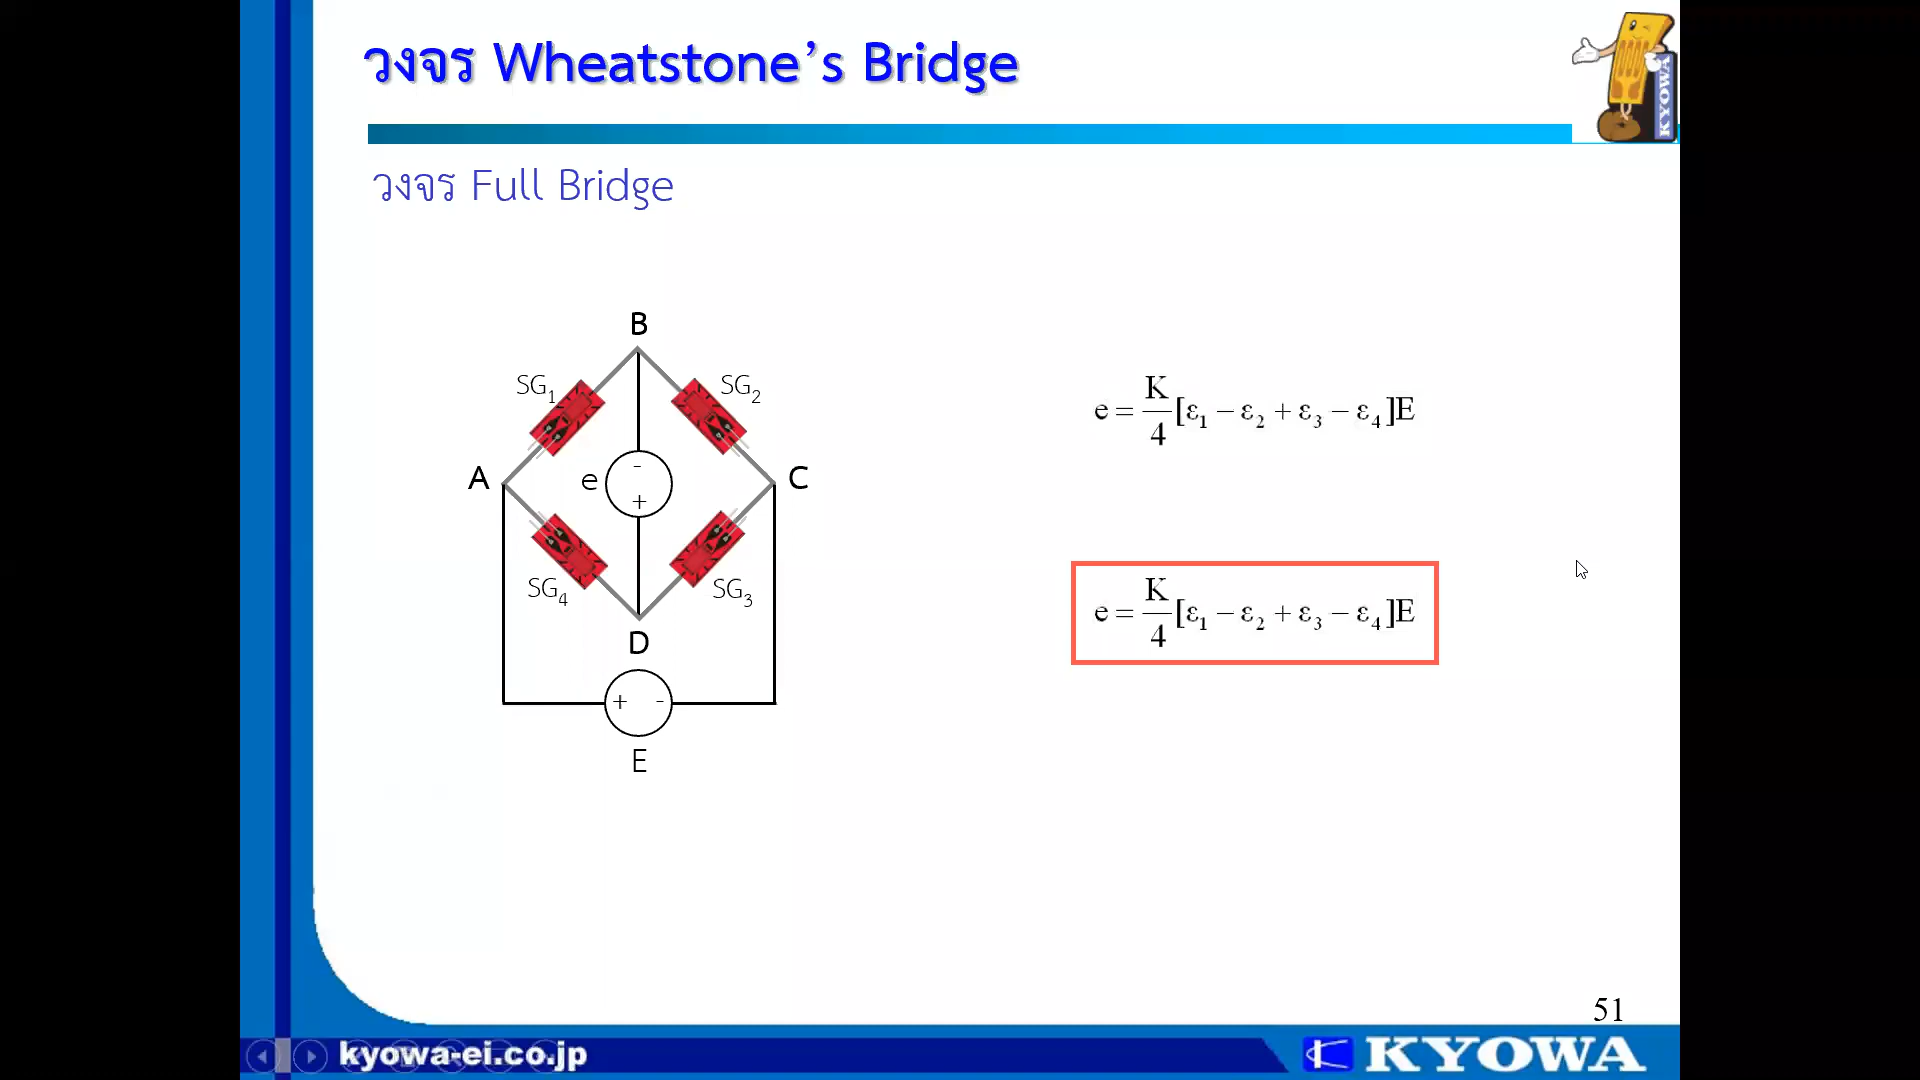 วงจร Wheatstone's Bridge
KYOWA
วงจร Full Bridge
B
SG1
SG2
A
e
-
+
C
SG4
SG3
D
+ -
E
e = K/4 [ε1 − ε2 + ε3 − ε4]E
e = K/4 [ε1 − ε2 + ε3 − ε4]E
51
kyowa-ei.co.jp
KYOWA